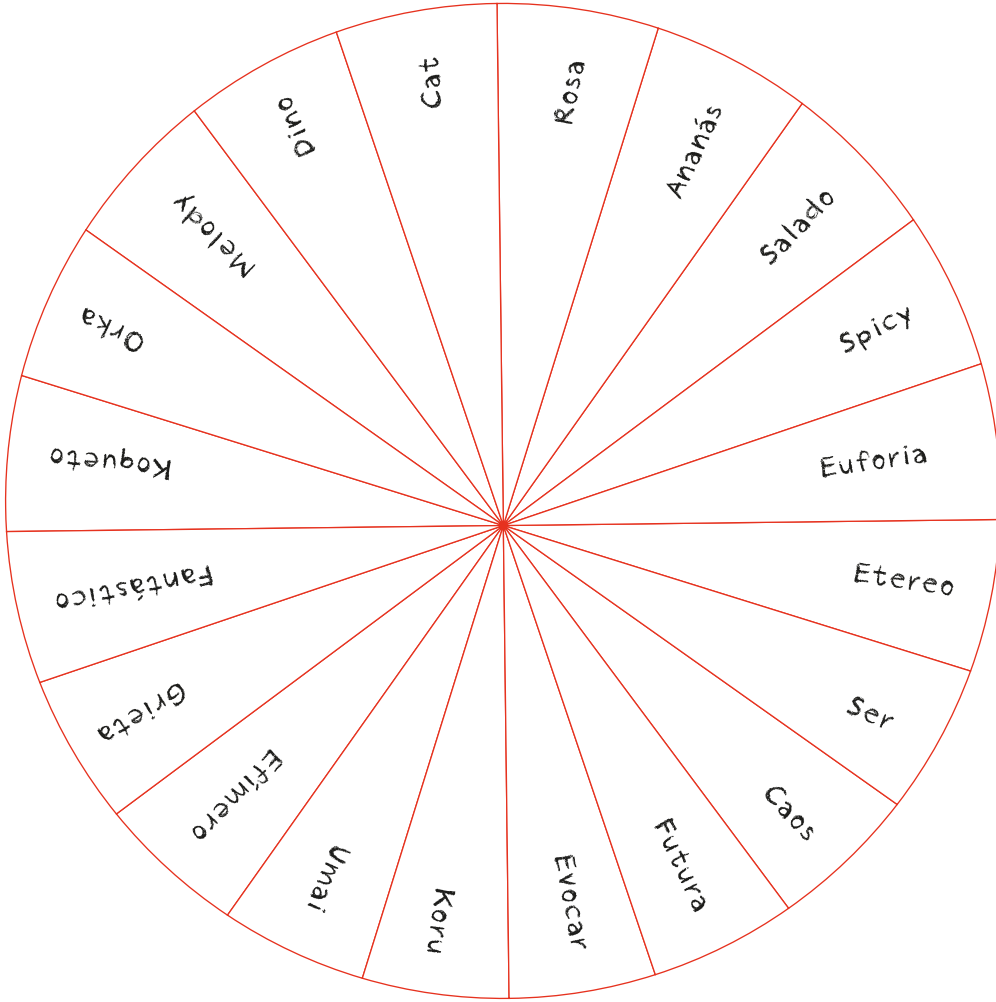 Rosa
Ananás
Salado
Spicy
Euforia
Etereo
Ser
Caos
Futura
Evocar
Koru
Umai
Efímero
Grieta
Fantástico
Koqueto
Orka
Melody
Dino
Cat